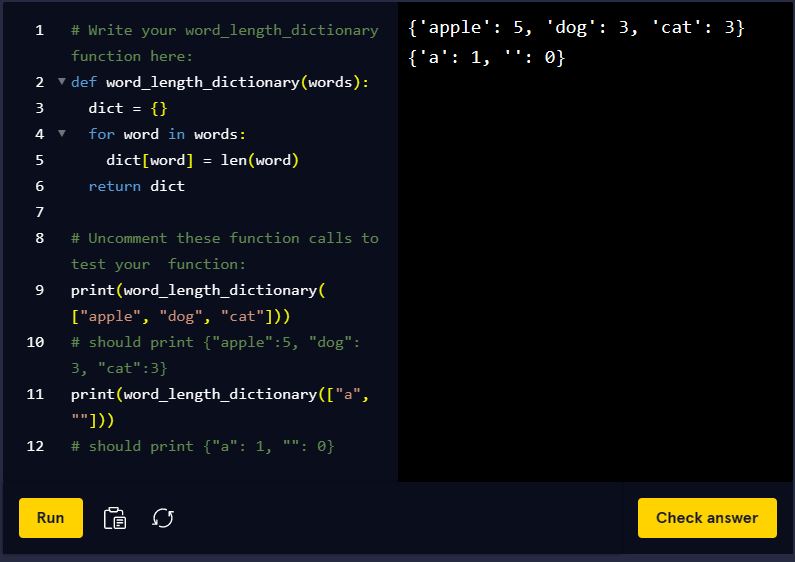 1 # Write your word_length_dictionary
function here:
2 def word_length_dictionary(words):
3 dict = {}
4 for word in words:
5 dict[word] = len(word)
6 return dict
7
8 # Uncomment these function calls to
test your  function:
9 print(word_length_dictionary(
["apple", "dog", "cat"]))
10 # should print {"apple":5, "dog":
3, "cat":3}
11 print(word_length_dictionary(["a",
""]))
12 # should print {"a": 1, "": 0}
{'apple': 5, 'dog': 3, 'cat': 3}
{'a': 1, '': 0}
Run
Check answer